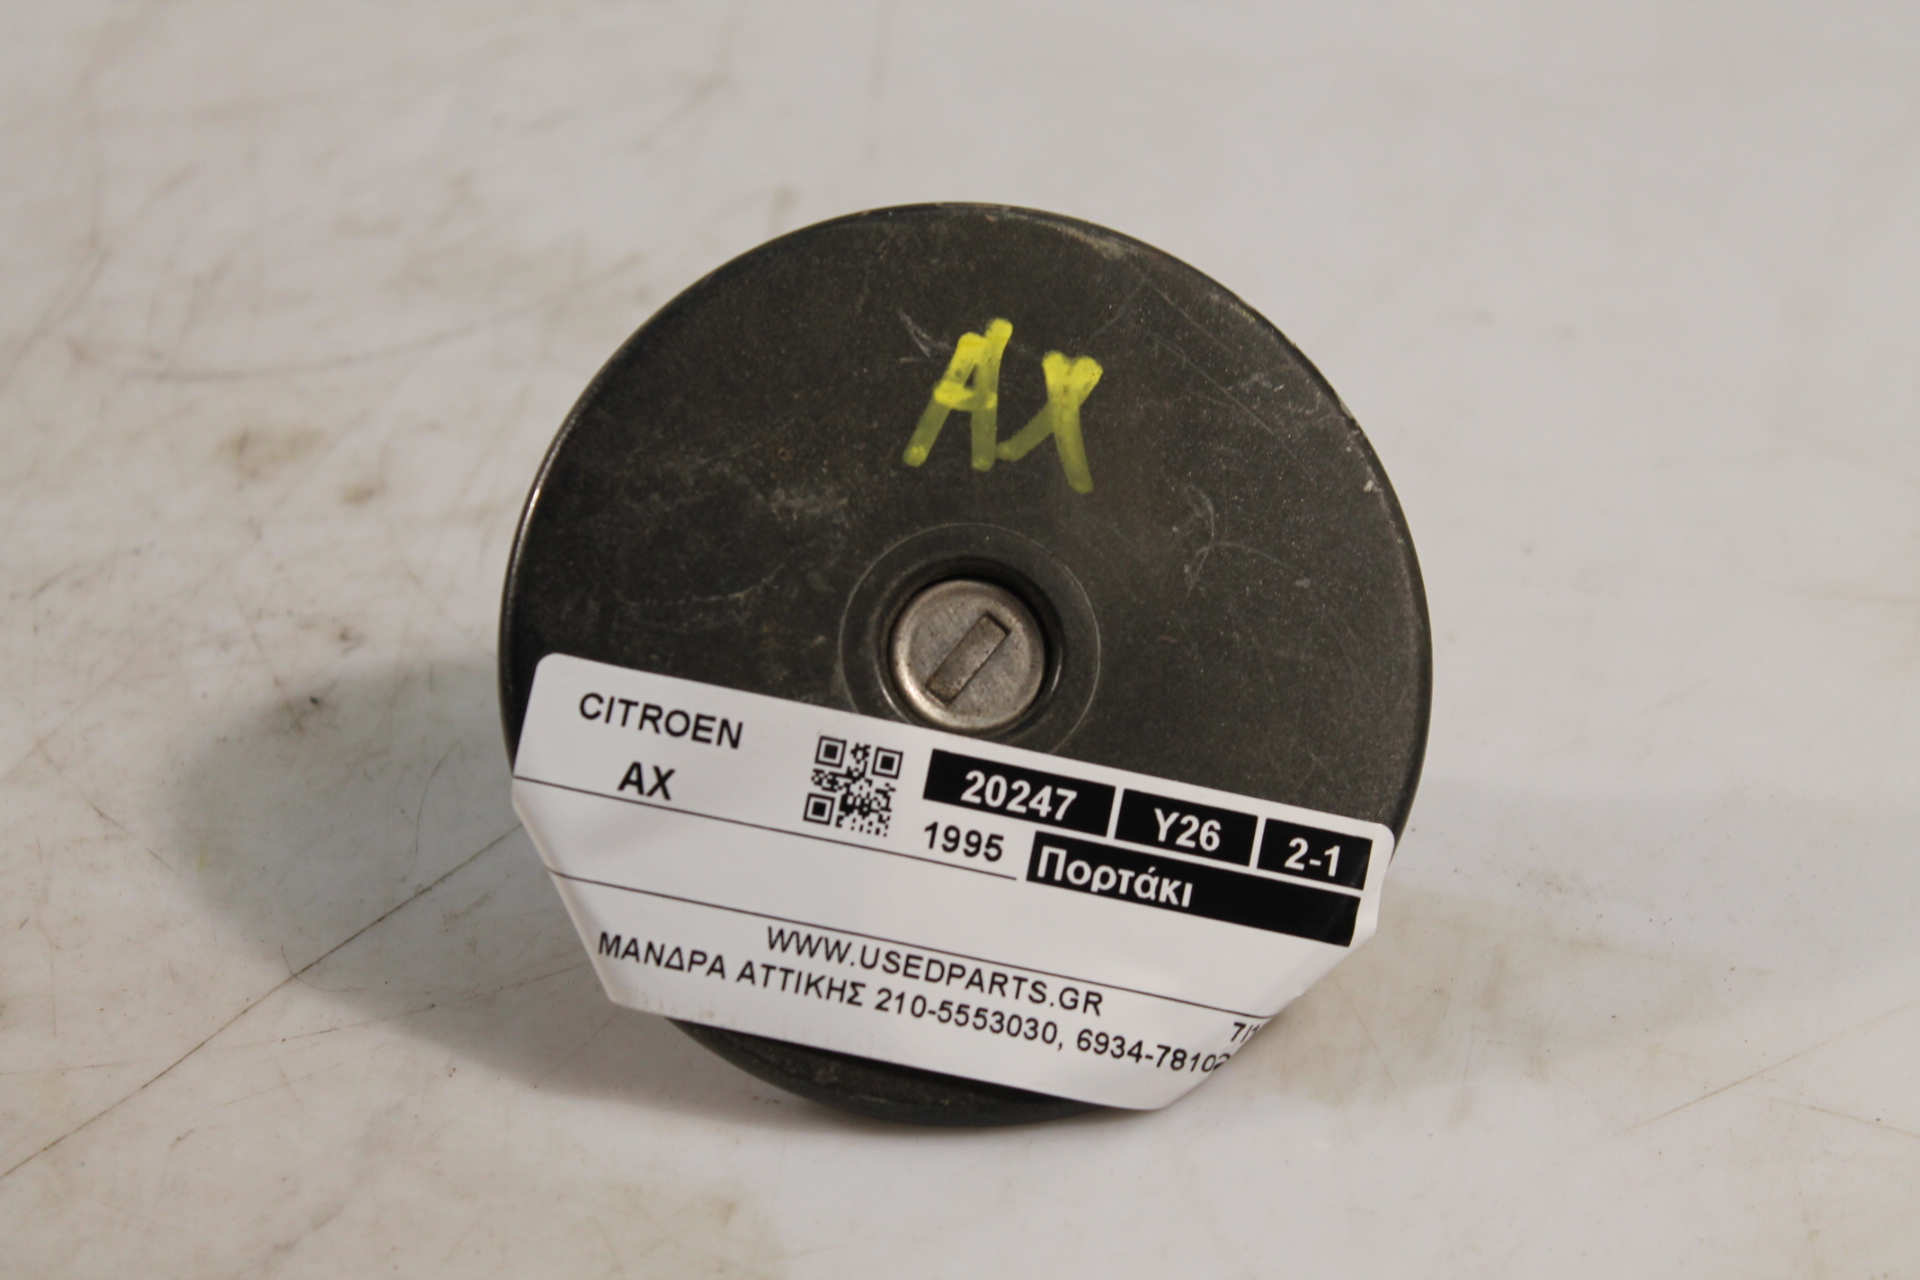 AX
CITROEN
AX
20247 Y26 2-1
1995 Πορτάκι
WWW.USEDPARTS.GR
ΜΑΝΔΡΑ ΑΤΤΙΚΗΣ 210-5553030,